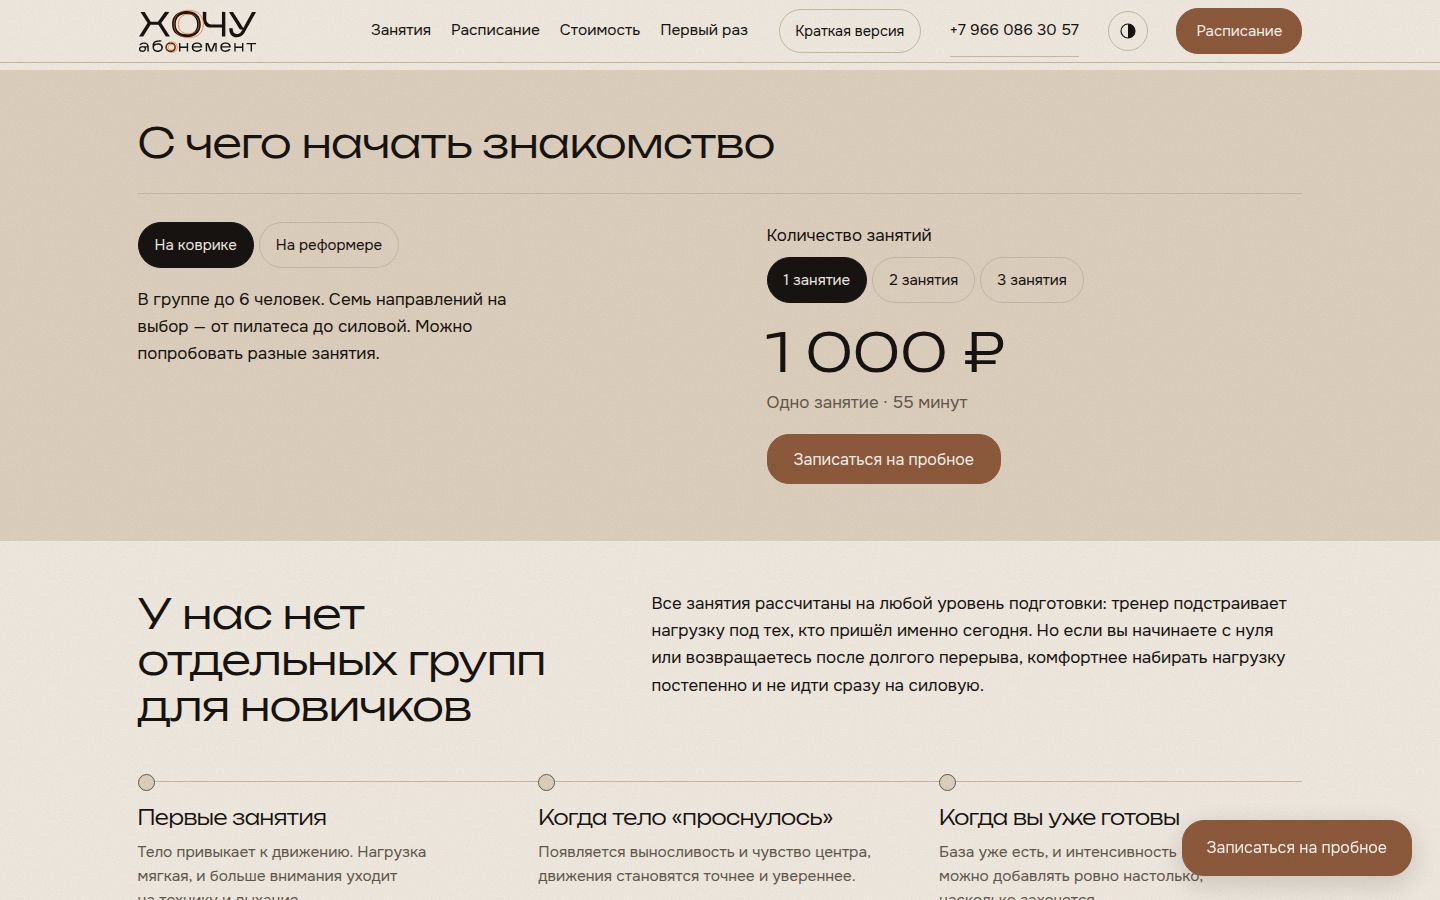 ХОЧУ
абонемент
Занятия
Расписание
Стоимость
Первый раз
Краткая версия
+7 966 086 30 57
Расписание
С чего начать знакомство
На коврике
На реформере
В группе до 6 человек. Семь направлений на
выбор — от пилатеса до силовой. Можно
попробовать разные занятия.
Количество занятий
1 занятие
2 занятия
3 занятия
1 000 ₽
Одно занятие · 55 минут
Записаться на пробное
У нас нет
отдельных групп
для новичков
Все занятия рассчитаны на любой уровень подготовки: тренер подстраивает
нагрузку под тех, кто пришёл именно сегодня. Но если вы начинаете с нуля
или возвращаетесь после долгого перерыва, комфортнее набирать нагрузку
постепенно и не идти сразу на силовую.
Первые занятия
Тело привыкает к движению. Нагрузка
мягкая, и больше внимания уходит
на технику и дыхание.
Когда тело «проснулось»
Появляется выносливость и чувство центра,
движения становятся точнее и увереннее.
Когда вы уже готовы
База уже есть, и интенсивность
можно добавлять ровно настолько,
насколько захочется.
Записаться на пробное